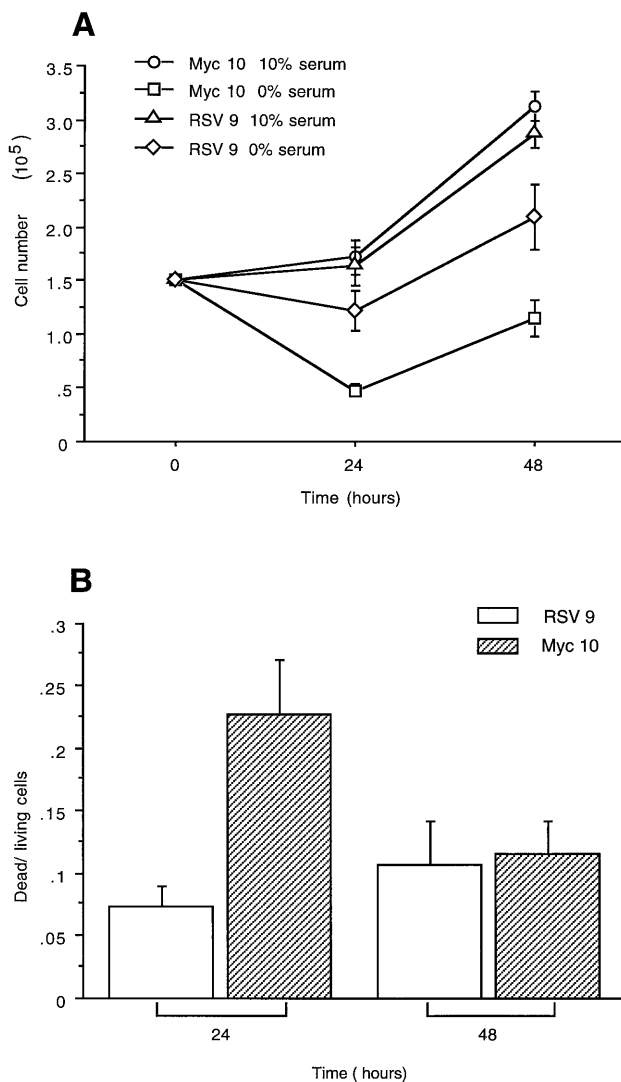 A
Myc 10 10% serum
Myc 10 0% serum
RSV 9 10% serum
RSV 9 0% serum
Cell number (10^5)
3.5
3.0
2.5
2.0
1.5
1.0
.5
0
0 24 48
Time (hours)
B
RSV 9
Myc 10
Dead/ living cells
.3
.25
.2
.15
.1
.05
0
24 48
Time ( hours)